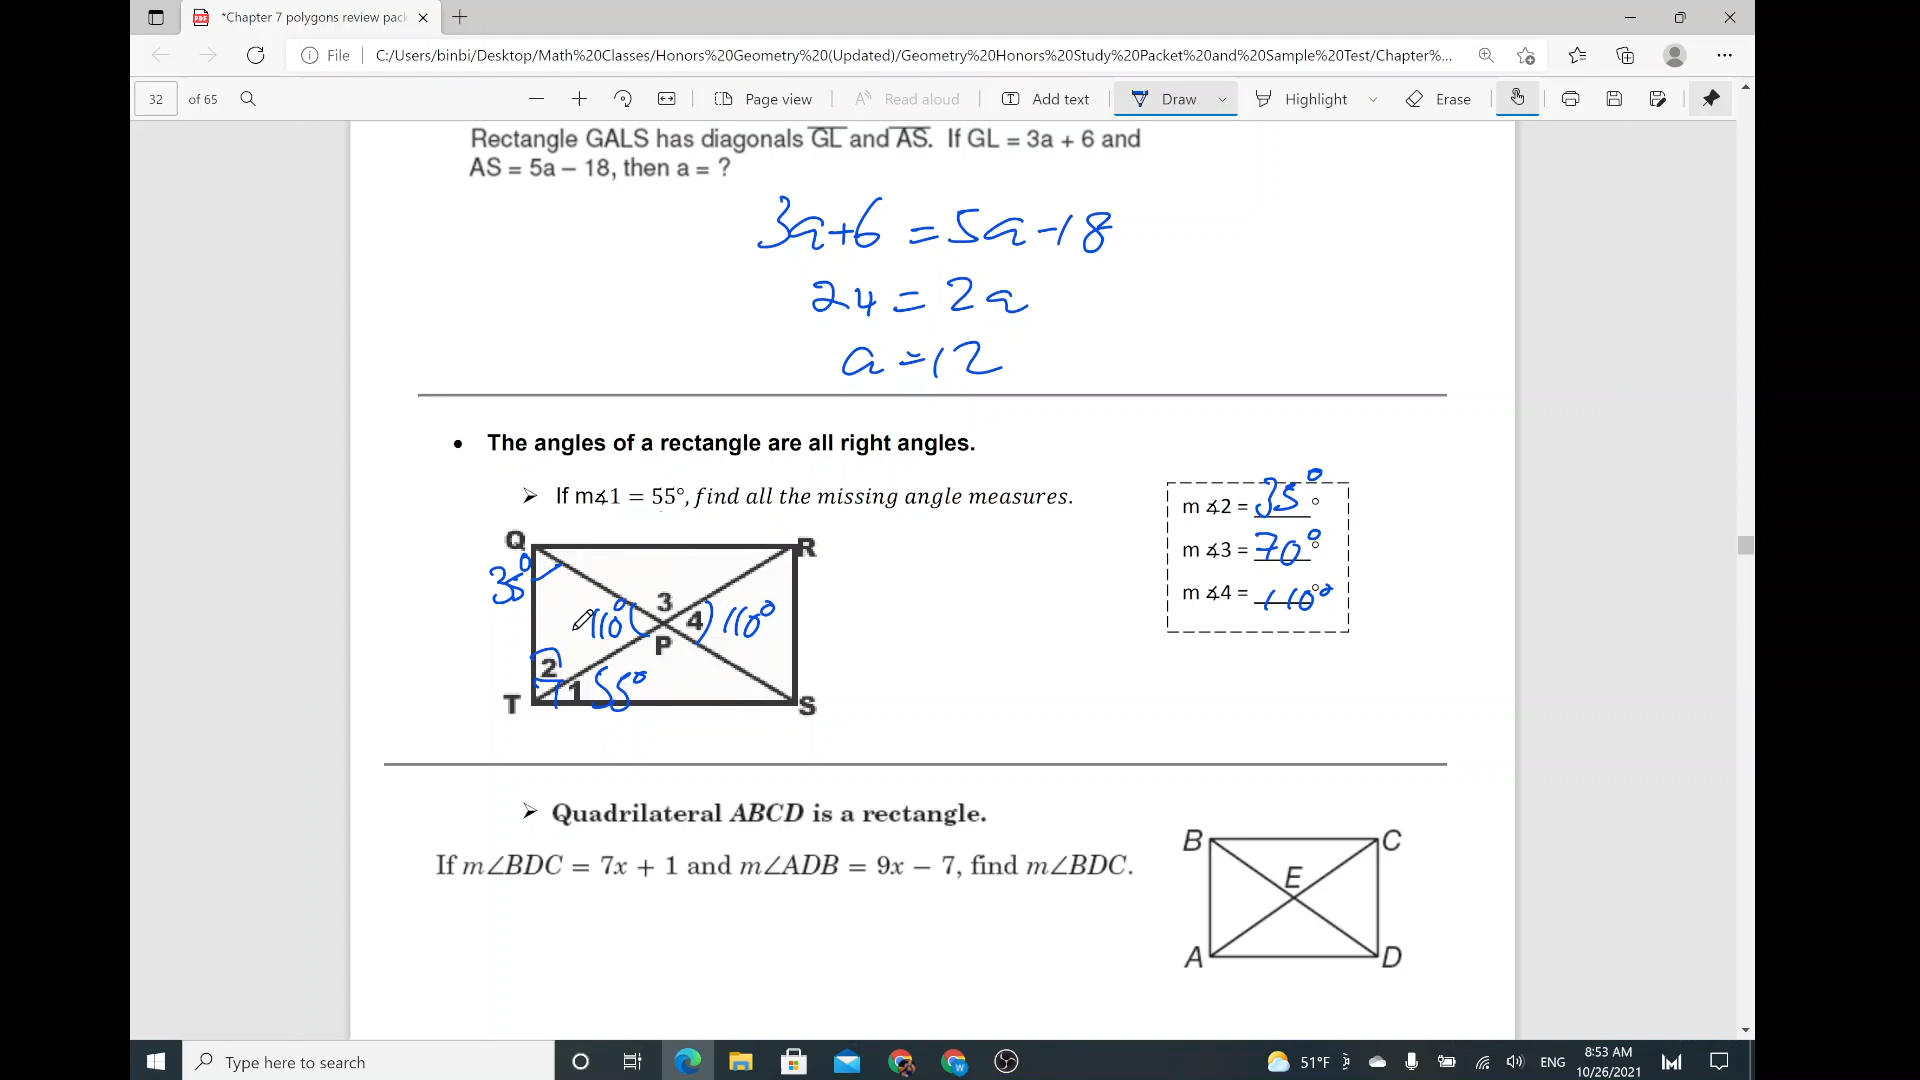 *Chapter 7 polygons review pac
File C:/Users/binbi/Desktop/Math%20Classes/Honors%20Geometry%20(Updated)/Geometry%20Honors%20Study%20Packet%20and%20Sample%20Test/Chapter%...
32 of 65 Page view Read aloud Add text Draw Highlight Erase
Rectangle GALS has diagonals GL and AS. If GL = 3a + 6 and
AS = 5a – 18, then a = ?
3a+6 = 5a-18
24 = 2a
a = 12
• The angles of a rectangle are all right angles.
➢ If m∡1 = 55°, find all the missing angle measures.
m ∡2 = 35° °
m ∡3 = 70° °
m ∡4 = 110° °
Q R
35°
3
110° 4 110°
P
2
T 1 55° S
➢ Quadrilateral ABCD is a rectangle.
If m∠BDC = 7x + 1 and m∠ADB = 9x – 7, find m∠BDC.
B C
E
A D
Type here to search 51°F ENG 8:53 AM
10/26/2021